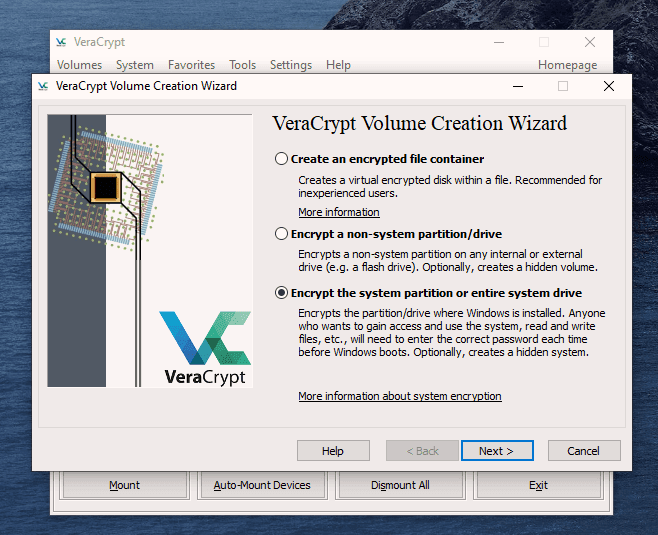 VeraCrypt
Volumes System Favorites Tools Settings Help Homepage
VeraCrypt Volume Creation Wizard
VeraCrypt Volume Creation Wizard
Create an encrypted file container
Creates a virtual encrypted disk within a file. Recommended for
inexperienced users.
More information
Encrypt a non-system partition/drive
Encrypts a non-system partition on any internal or external
drive (e.g. a flash drive). Optionally, creates a hidden volume.
Encrypt the system partition or entire system drive
Encrypts the partition/drive where Windows is installed. Anyone
who wants to gain access and use the system, read and write
files, etc., will need to enter the correct password each time
before Windows boots. Optionally, creates a hidden system.
VeraCrypt
More information about system encryption
Help < Back Next > Cancel
Mount Auto-Mount Devices Dismount All Exit